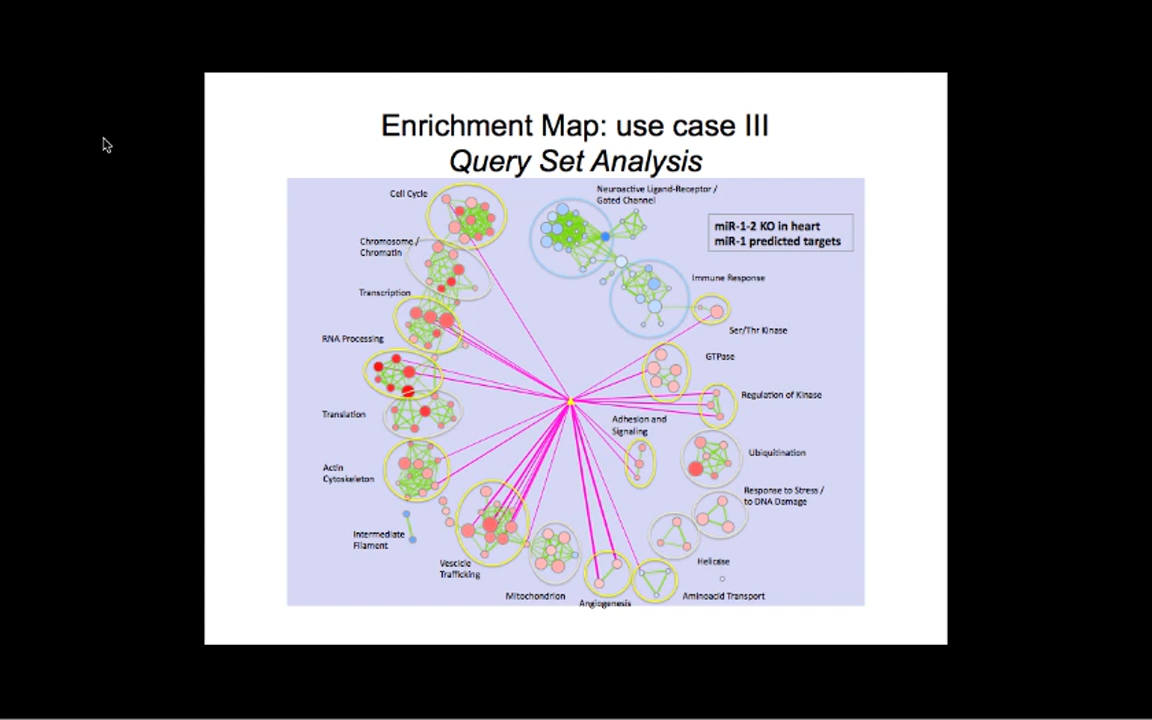 Enrichment Map: use case III
Query Set Analysis
Cell Cycle
Neuroactive Ligand-Receptor /
Gated Channel
miR-1-2 KO in heart
miR-1 predicted targets
Chromosome /
Chromatin
Immune Response
Transcription
Ser/Thr Kinase
RNA Processing
GTPase
Regulation of Kinase
Translation
Adhesion and
Signaling
Ubiquitination
Actin
Cytoskeleton
Response to Stress /
to DNA Damage
Intermediate
Filament
Vescicle
Trafficking
Helicase
Mitochondrion
Aminoacid Transport
Angiogenesis